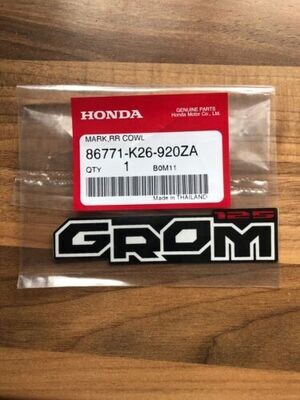 HONDA
GENUINE PARTS
Honda Motor Co., Ltd.
MARK,RR COWL
86771-K26-920ZA
QTY 1 B0M11
Made in THAILAND
125
GROM